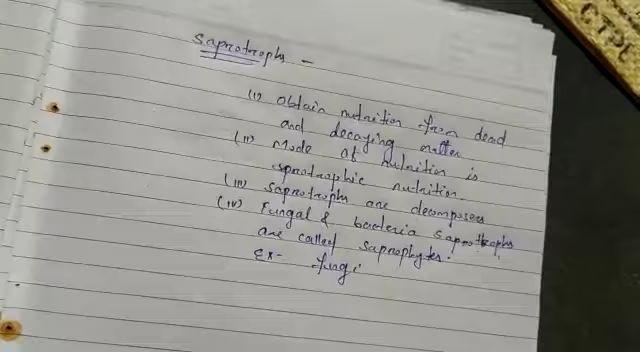 Saprotrophs -
(i) Obtain nutrition from dead
and decaying matter
(ii) Mode of nutrition is
sprotrophic nutrition.
(iii) Saprotrophs are decomposers
(iv) Fungal & bacteria saprotrophs
are called saprophytes.
Ex- fungi